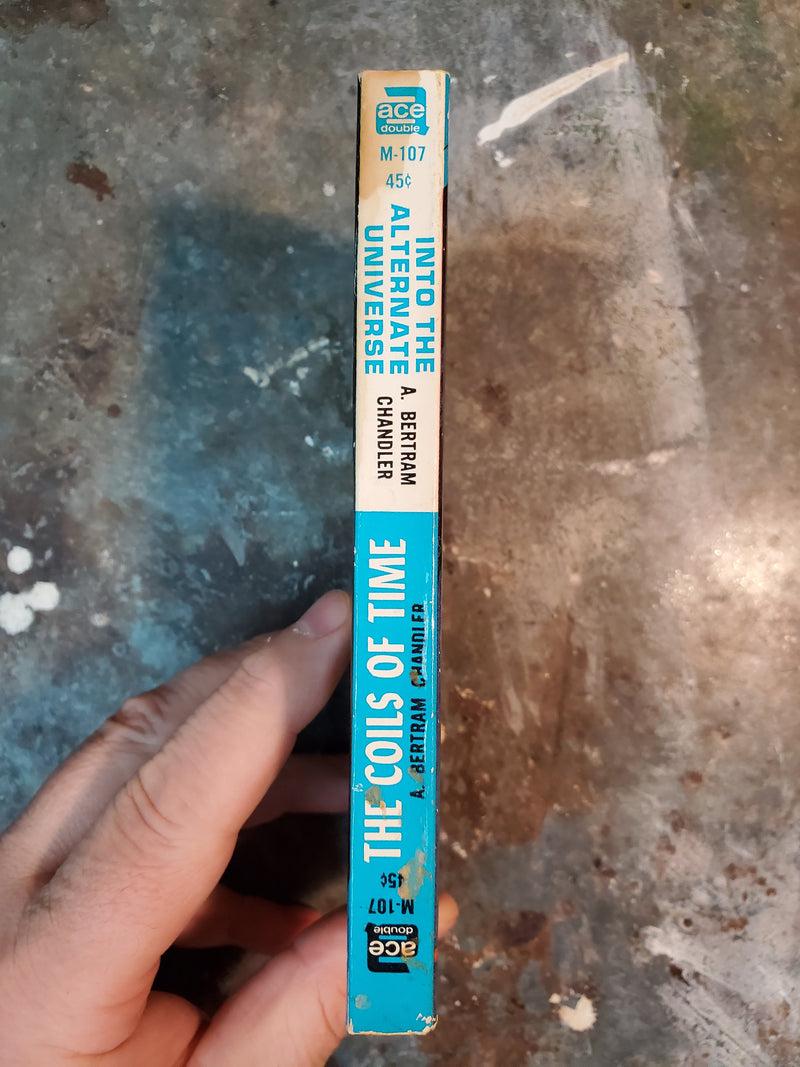 ace
double
M-107
45¢
INTO THE
ALTERNATE
UNIVERSE
A. BERTRAM
CHANDLER
ace
double
M-107
45¢
THE COILS OF TIME
A. BERTRAM CHANDLER